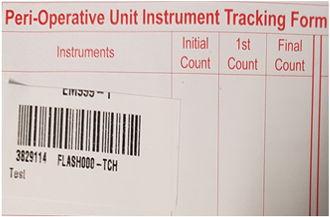 Peri-Operative Unit Instrument Tracking Form
Instruments Initial Count 1st Count Final Count
3829114 FLASH000-TCH
Test